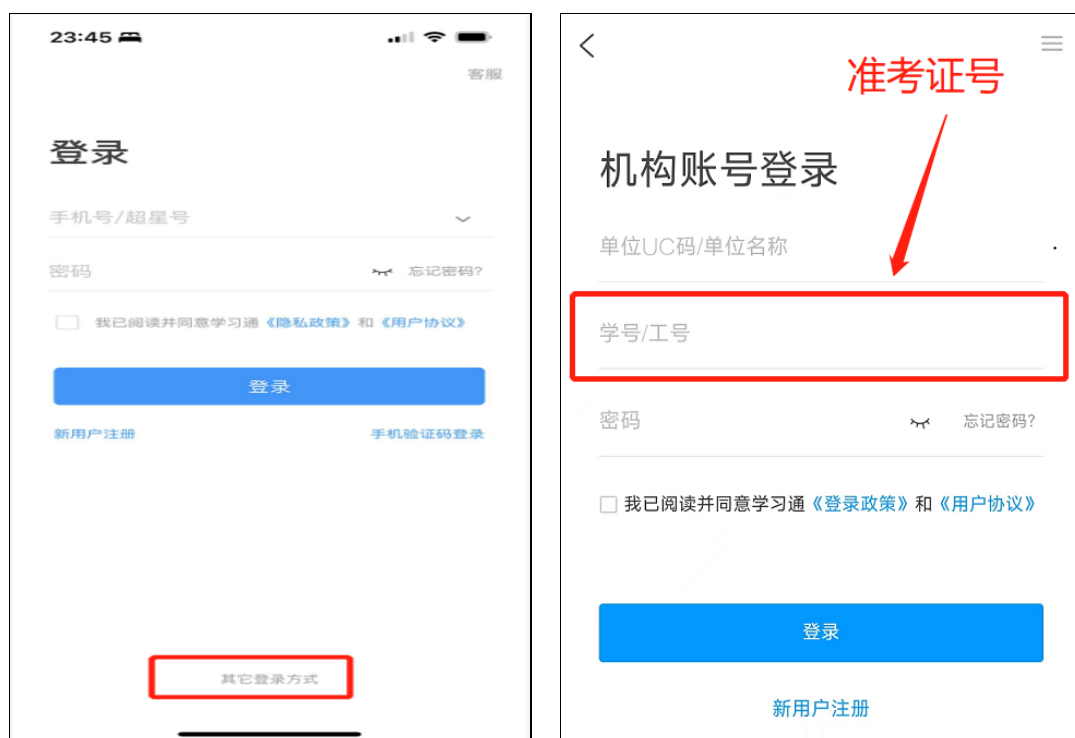 23:45
客服
登录
手机号/超星号
密码
忘记密码?
我已阅读并同意学习通《隐私政策》和《用户协议》
登录
新用户注册
手机验证码登录
其它登录方式
准考证号
机构账号登录
单位UC码/单位名称
学号/工号
密码
忘记密码?
我已阅读并同意学习通《登录政策》和《用户协议》
登录
新用户注册